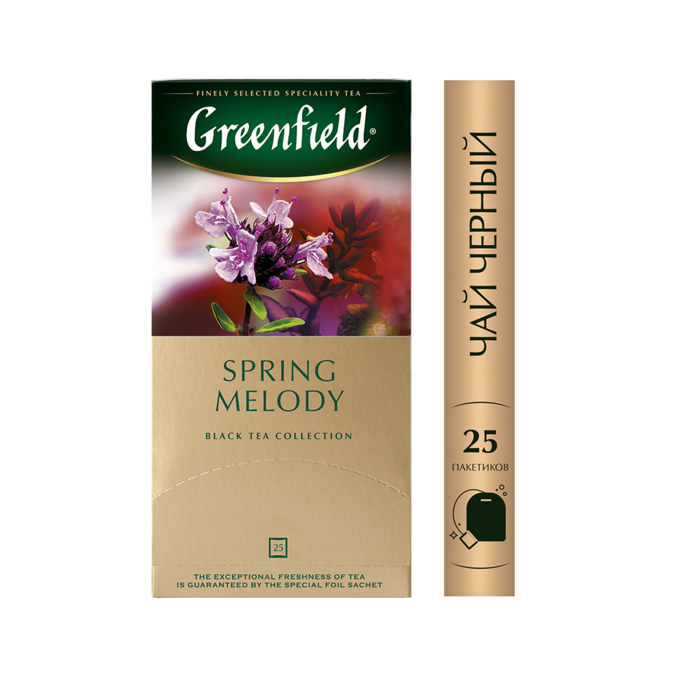 FINELY SELECTED SPECIALITY TEA
Greenfield®
SPRING
MELODY
BLACK TEA COLLECTION
25
THE EXCEPTIONAL FRESHNESS OF TEA
IS GUARANTEED BY THE SPECIAL FOIL SACHET
ЧАЙ ЧЕРНЫЙ
25
ПАКЕТИКОВ